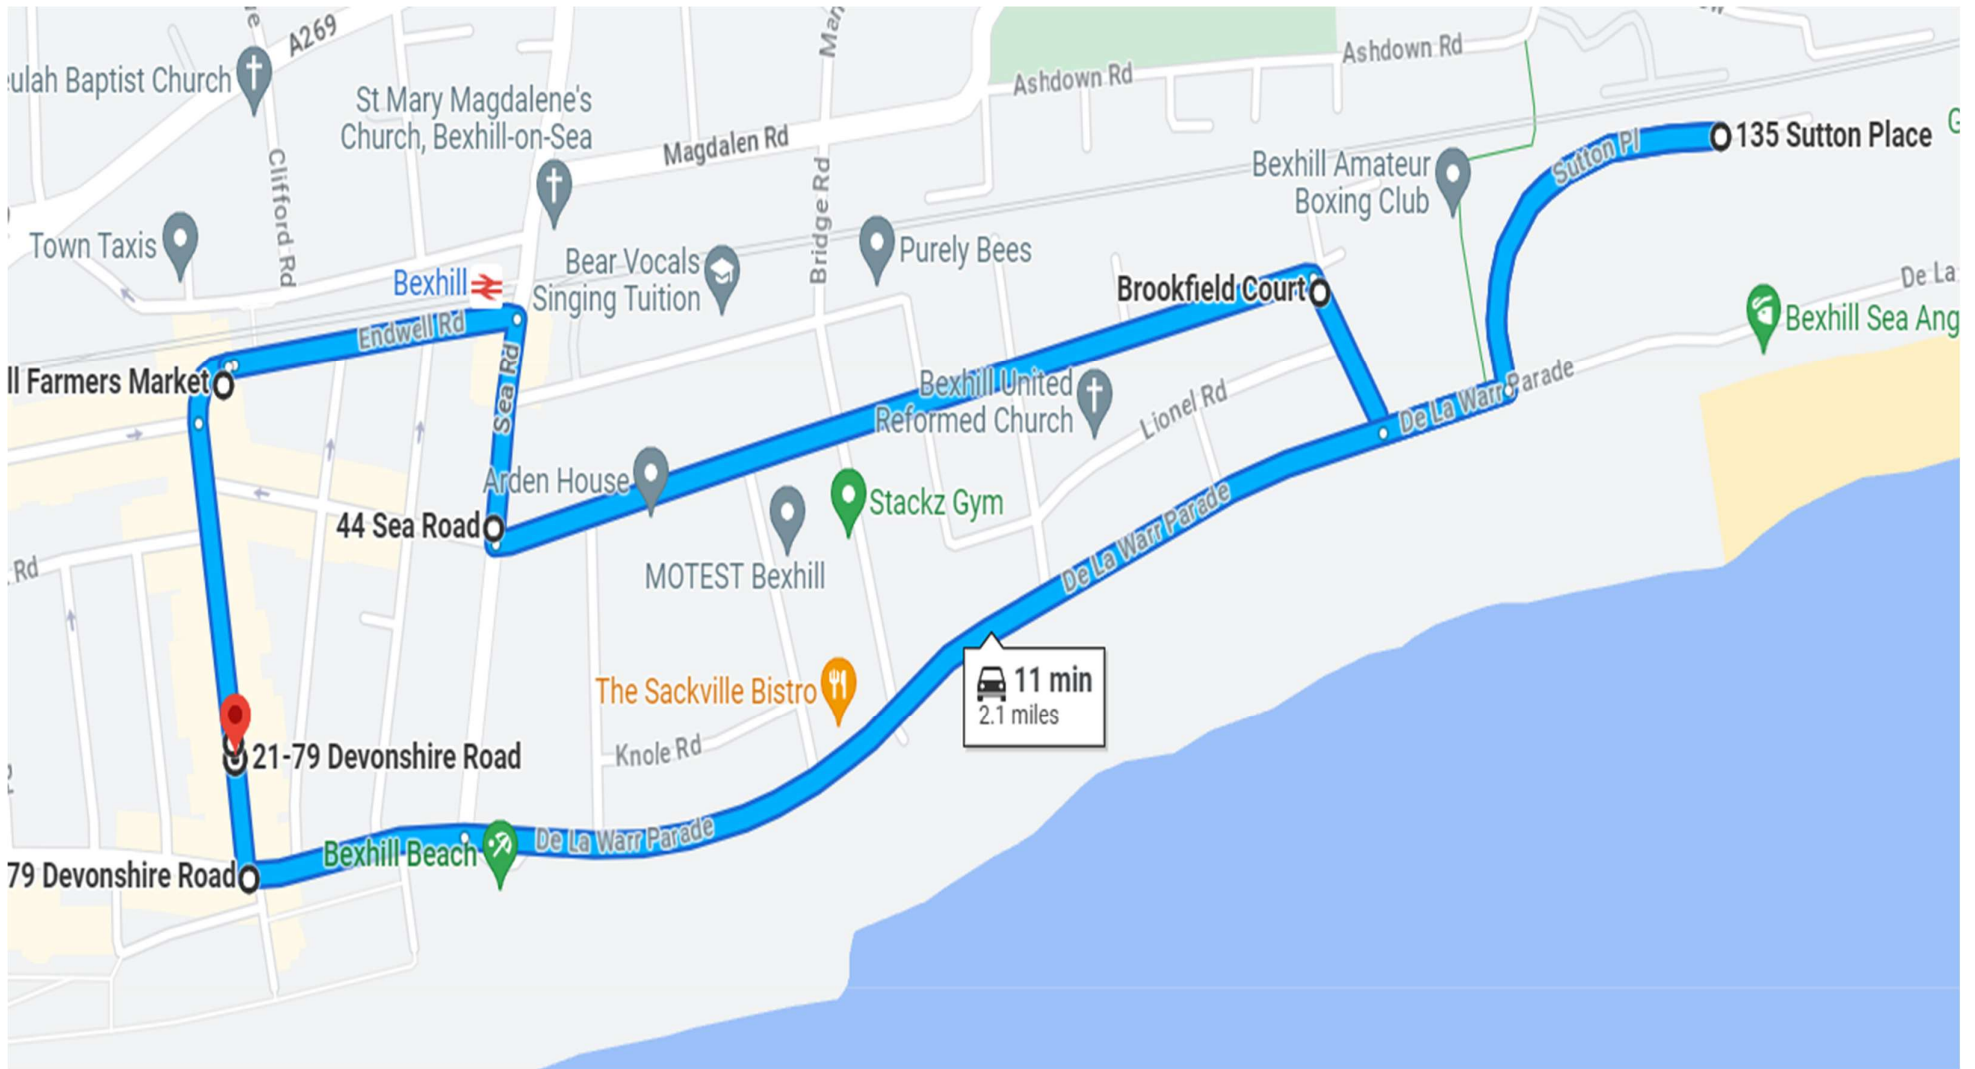 A269
eulah Baptist Church
St Mary Magdalene's
Church, Bexhill-on-Sea
Magdalen Rd
Ashdown Rd
Ashdown Rd
Clifford Rd
Bridge Rd
Town Taxis
Bexhill
Endwell Rd
Sea Rd
Bear Vocals
Singing Tuition
Purely Bees
Bexhill Amateur
Boxing Club
Sutton Pl
135 Sutton Place
Brookfield Court
De La
Bexhill Sea Ang
ll Farmers Market
Bexhill United
Reformed Church
Lionel Rd
De La Warr Parade
Arden House
44 Sea Road
Stackz Gym
MOTEST Bexhill
De La Warr Parade
Rd
The Sackville Bistro
11 min
2.1 miles
Knole Rd
21-79 Devonshire Road
De La Warr Parade
Bexhill Beach
79 Devonshire Road